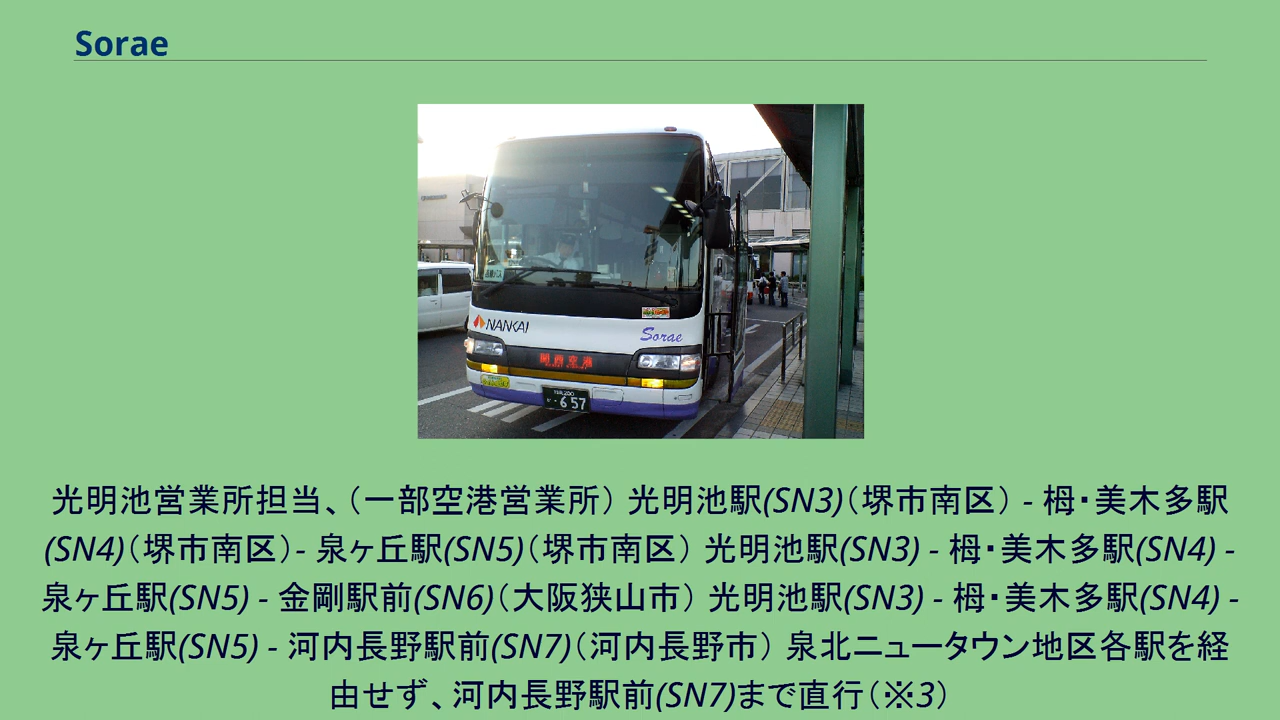 Sorae
NANKAI
Sorae
関西空港
657
光明池営業所担当、（一部空港営業所） 光明池駅(SN3)（堺市南区） - 栂・美木多駅
(SN4)（堺市南区）- 泉ヶ丘駅(SN5)（堺市南区） 光明池駅(SN3) - 栂・美木多駅(SN4) -
泉ヶ丘駅(SN5) - 金剛駅前(SN6)（大阪狭山市） 光明池駅(SN3) - 栂・美木多駅(SN4) -
泉ヶ丘駅(SN5) - 河内長野駅前(SN7)（河内長野市） 泉北ニュータウン地区各駅を経
由せず、河内長野駅前(SN7)まで直行（※3）